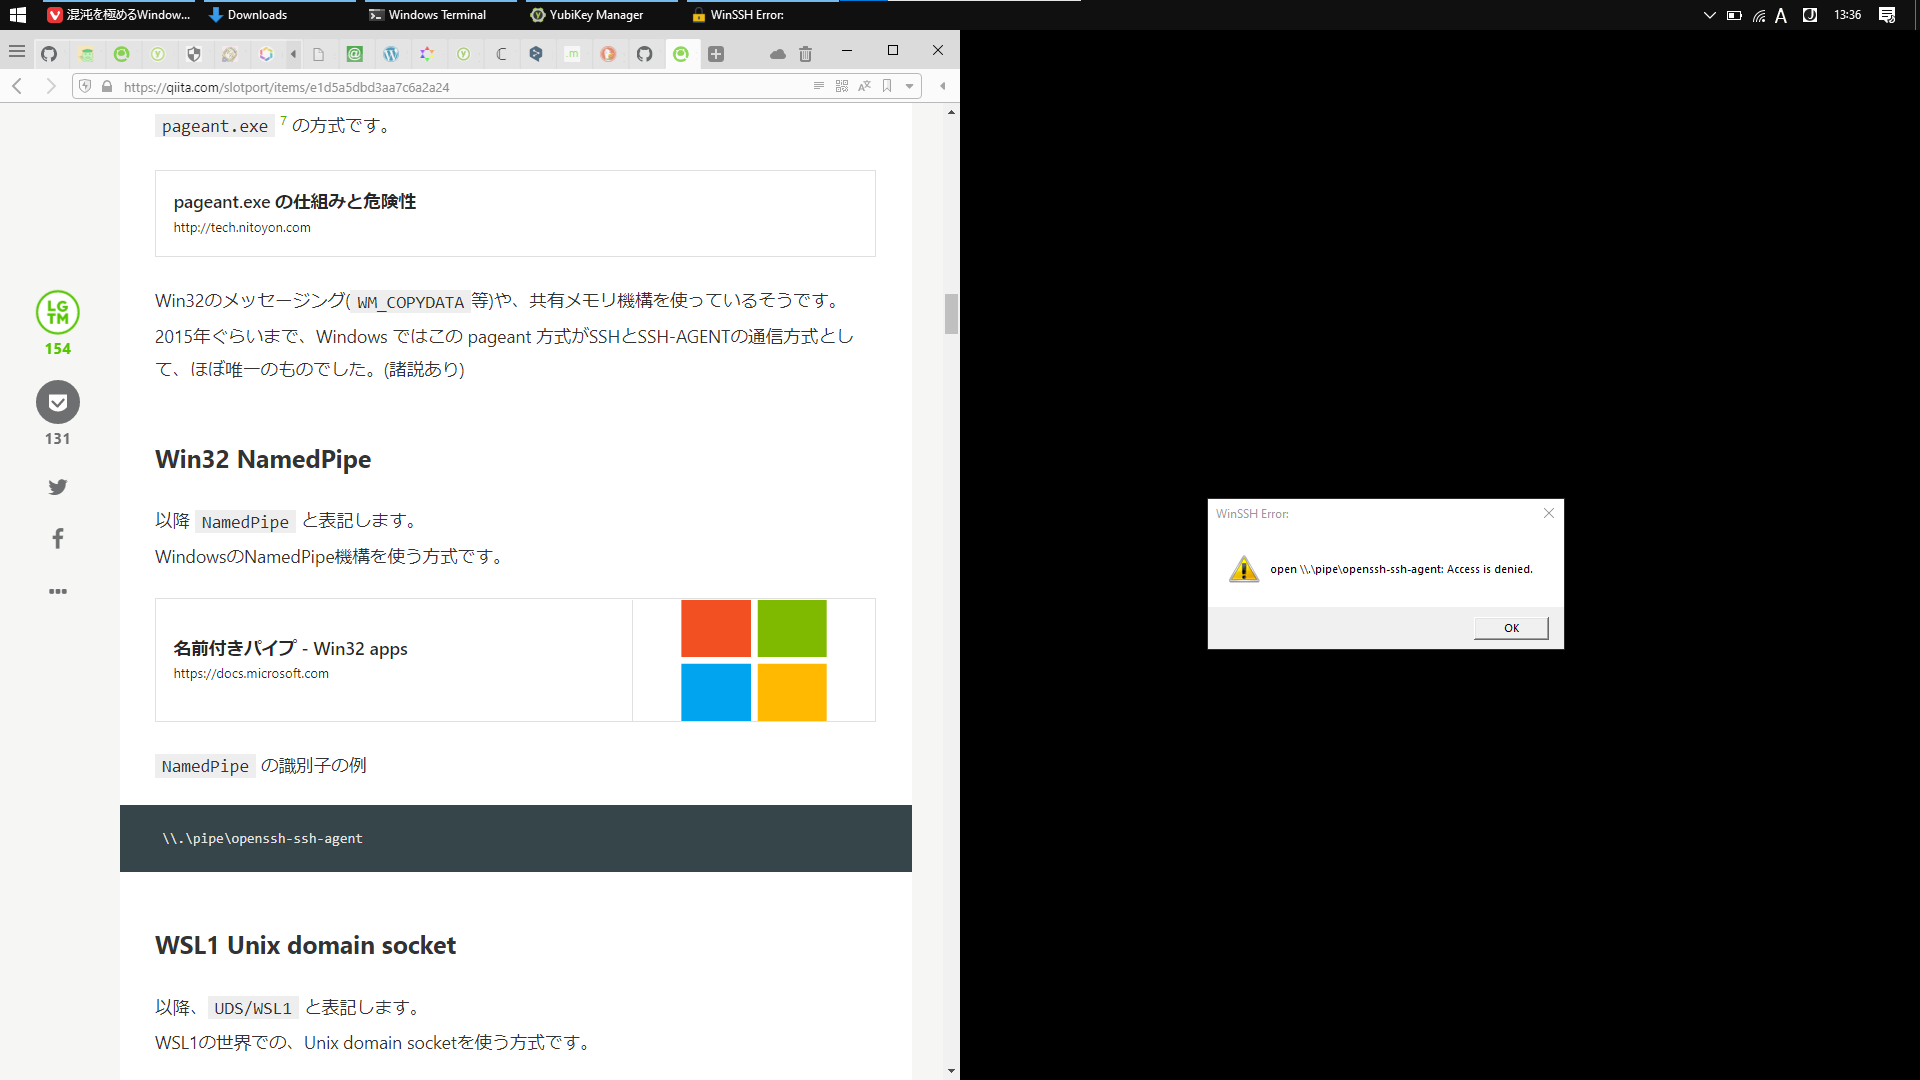 混沌を極めるWindow...
Downloads
Windows Terminal
YubiKey Manager
WinSSH Error:
A
13:36
https://qiita.com/slotport/items/e1d5a5dbd3aa7c6a2a24
pageant.exe 7 の方式です。
pageant.exe の仕組みと危険性
http://tech.nitoyon.com
Win32のメッセージング( WM_COPYDATA 等)や、共有メモリ機構を使っているそうです。
2015年ぐらいまで、Windows ではこの pageant 方式がSSHとSSH-AGENTの通信方式とし
て、ほぼ唯一のものでした。(諸説あり)
LG
TM
154
131
Win32 NamedPipe
以降 NamedPipe と表記します。
WindowsのNamedPipe機構を使う方式です。
名前付きパイプ - Win32 apps
https://docs.microsoft.com
NamedPipe の識別子の例
\\.\pipe\openssh-ssh-agent
WSL1 Unix domain socket
以降、 UDS/WSL1 と表記します。
WSL1の世界での、Unix domain socketを使う方式です。
WinSSH Error:
open \\.\pipe\openssh-ssh-agent: Access is denied.
OK